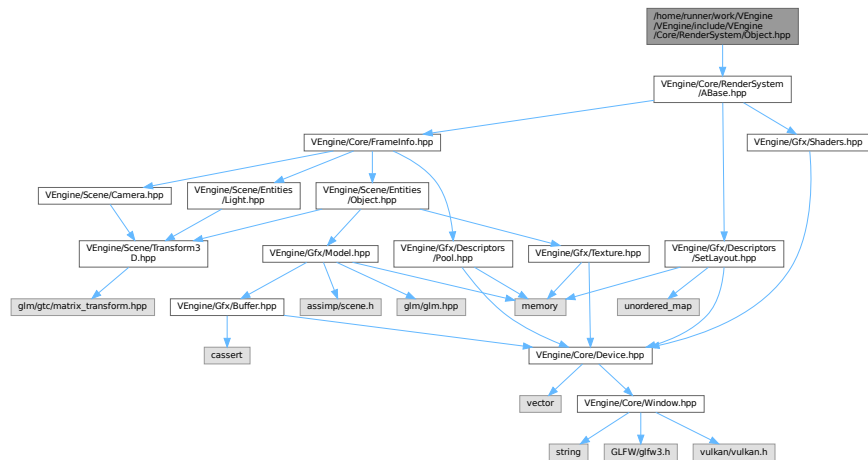 /home/runner/work/VEngine
/VEngine/include/VEngine
/Core/RenderSystem/Object.hpp
VEngine/Core/RenderSystem
/ABase.hpp
VEngine/Core/FrameInfo.hpp
VEngine/Gfx/Shaders.hpp
VEngine/Scene/Camera.hpp
VEngine/Scene/Entities
/Light.hpp
VEngine/Scene/Entities
/Object.hpp
VEngine/Scene/Transform3
D.hpp
VEngine/Gfx/Model.hpp
VEngine/Gfx/Descriptors
/Pool.hpp
VEngine/Gfx/Texture.hpp
VEngine/Gfx/Descriptors
/SetLayout.hpp
glm/gtc/matrix_transform.hpp
VEngine/Gfx/Buffer.hpp
assimp/scene.h
glm/glm.hpp
memory
unordered_map
cassert
VEngine/Core/Device.hpp
vector
VEngine/Core/Window.hpp
string
GLFW/glfw3.h
vulkan/vulkan.h